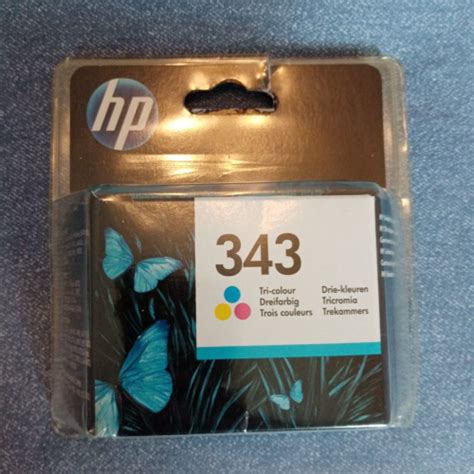 hp
343
Tri-colour Drie-kleuren
Dreifarbig Tricromia
Trois couleurs Trekammers